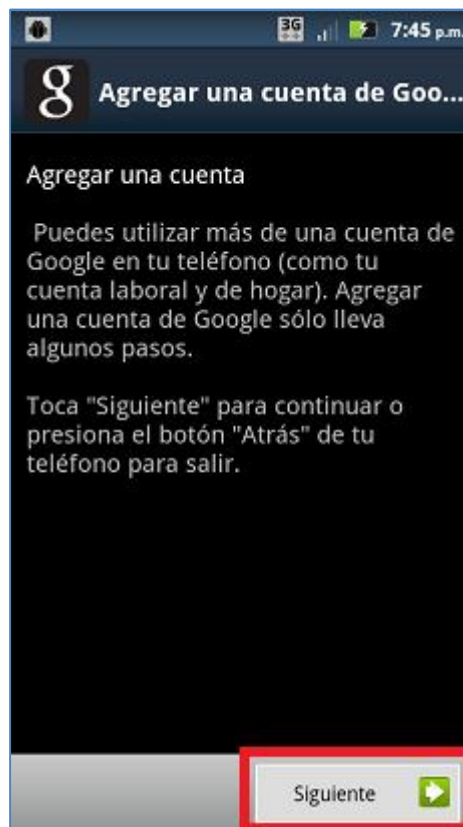 3G 7:45 p.m.
g Agregar una cuenta de Goo...
Agregar una cuenta
Puedes utilizar más de una cuenta de
Google en tu teléfono (como tu
cuenta laboral y de hogar). Agregar
una cuenta de Google sólo lleva
algunos pasos.
Toca "Siguiente" para continuar o
presiona el botón "Atrás" de tu
teléfono para salir.
Siguiente